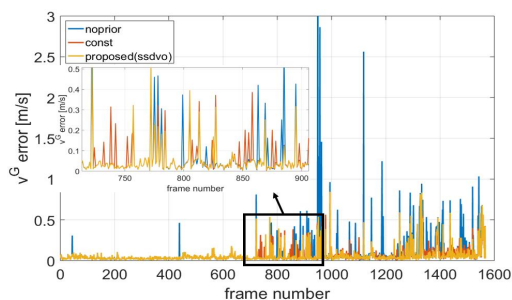 3
2.5
2
1.5
1
0.5
0
v^G error [m/s]
noprior
const
proposed(ssdvo)
0.5
0.4
0.3
0.2
0.1
0
v^G error [m/s]
750 800 850 900
frame number
0 200 400 600 800 1000 1200 1400 1600
frame number